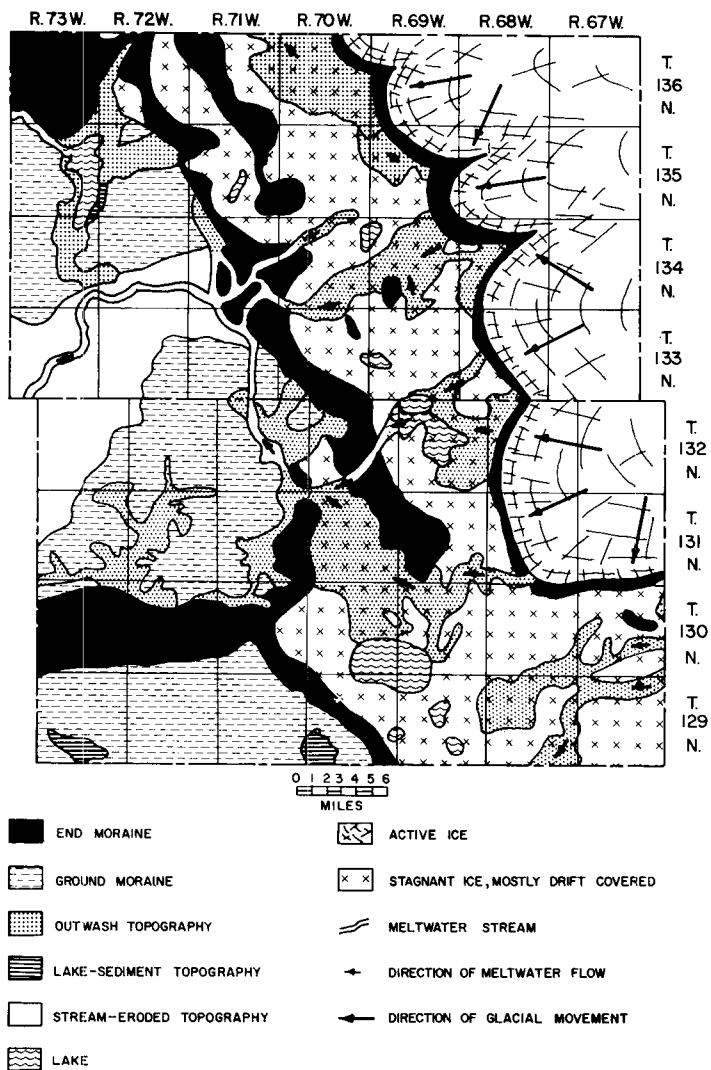 R.73W. R.72W. R.71W. R.70W. R.69W. R.68W. R.67W.
T.
136
N.
T.
135
N.
T.
134
N.
T.
133
N.
T.
132
N.
T.
131
N.
T.
130
N.
T.
129
N.
0 1 2 3 4 5 6
MILES
END MORAINE
GROUND MORAINE
OUTWASH TOPOGRAPHY
LAKE-SEDIMENT TOPOGRAPHY
STREAM-ERODED TOPOGRAPHY
LAKE
ACTIVE ICE
STAGNANT ICE, MOSTLY DRIFT COVERED
MELTWATER STREAM
DIRECTION OF MELTWATER FLOW
DIRECTION OF GLACIAL MOVEMENT